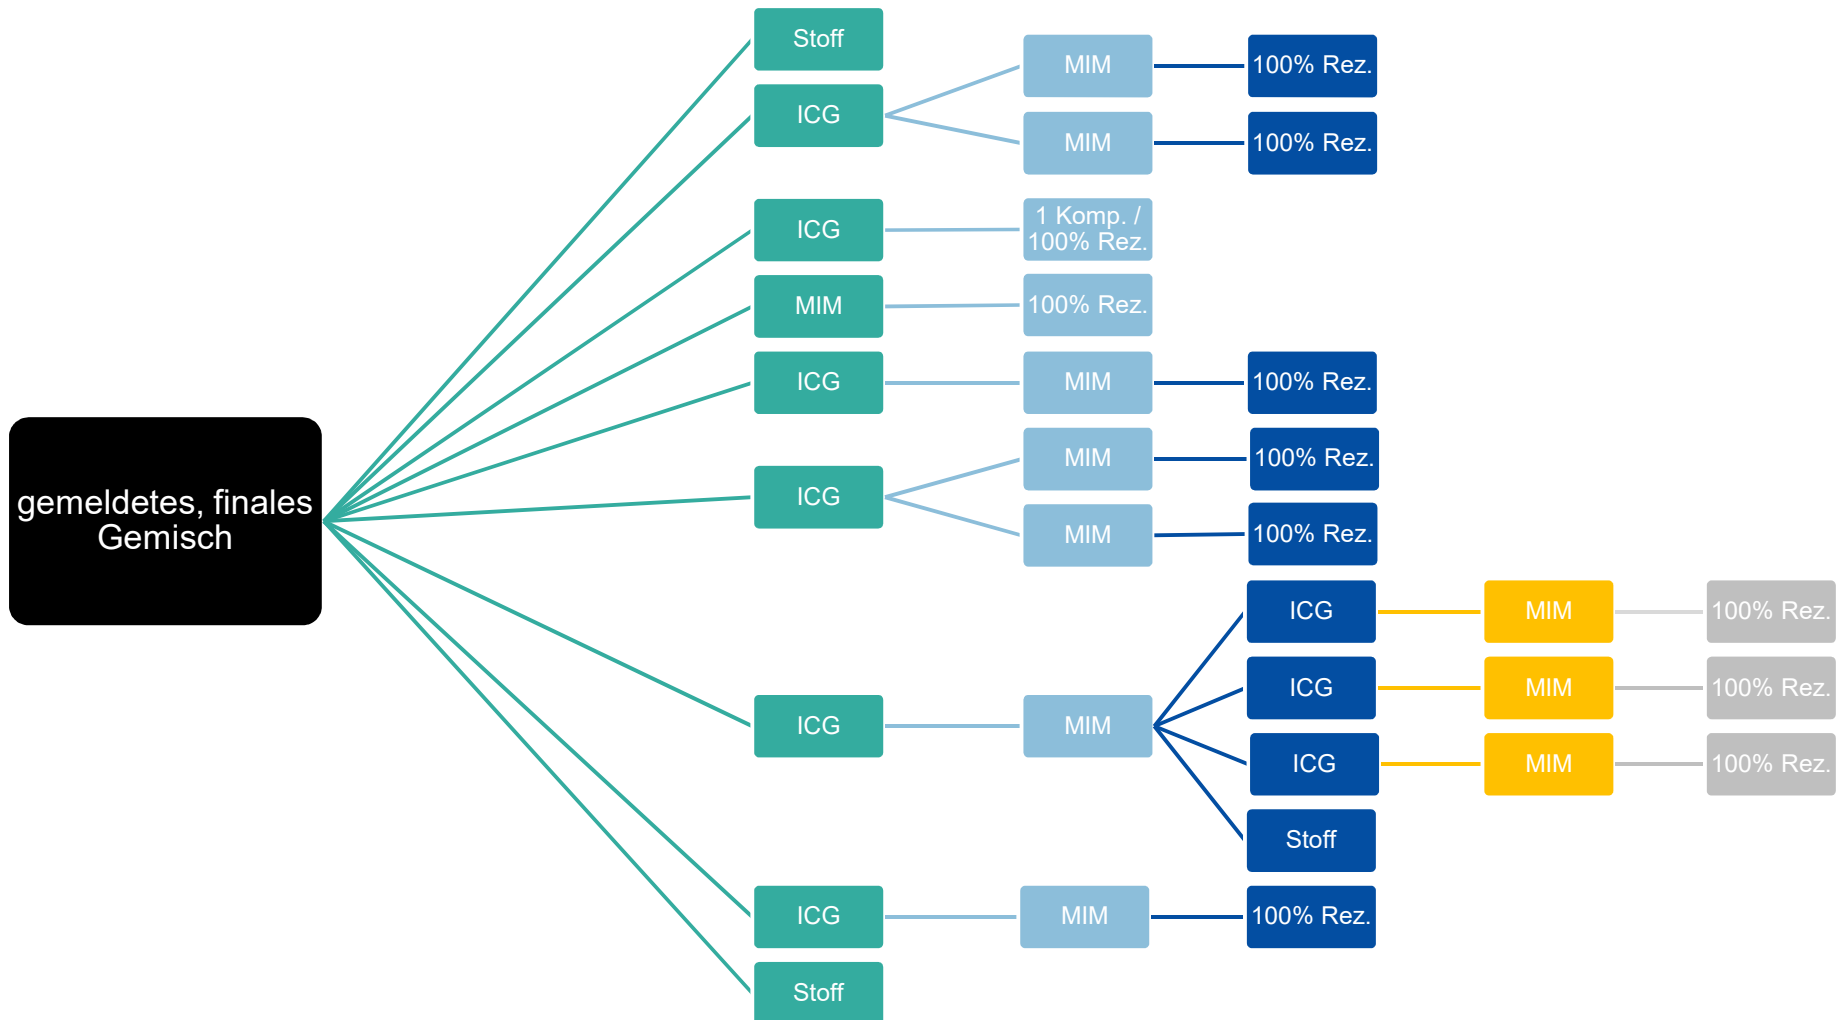 Stoff
MIM
100% Rez.
ICG
MIM
100% Rez.
ICG
1 Komp. /
100% Rez.
MIM
100% Rez.
ICG
MIM
100% Rez.
MIM
100% Rez.
gemeldetes, finales
Gemisch
ICG
MIM
100% Rez.
ICG
MIM
100% Rez.
ICG
MIM
100% Rez.
ICG
MIM
ICG
MIM
100% Rez.
Stoff
ICG
MIM
100% Rez.
Stoff